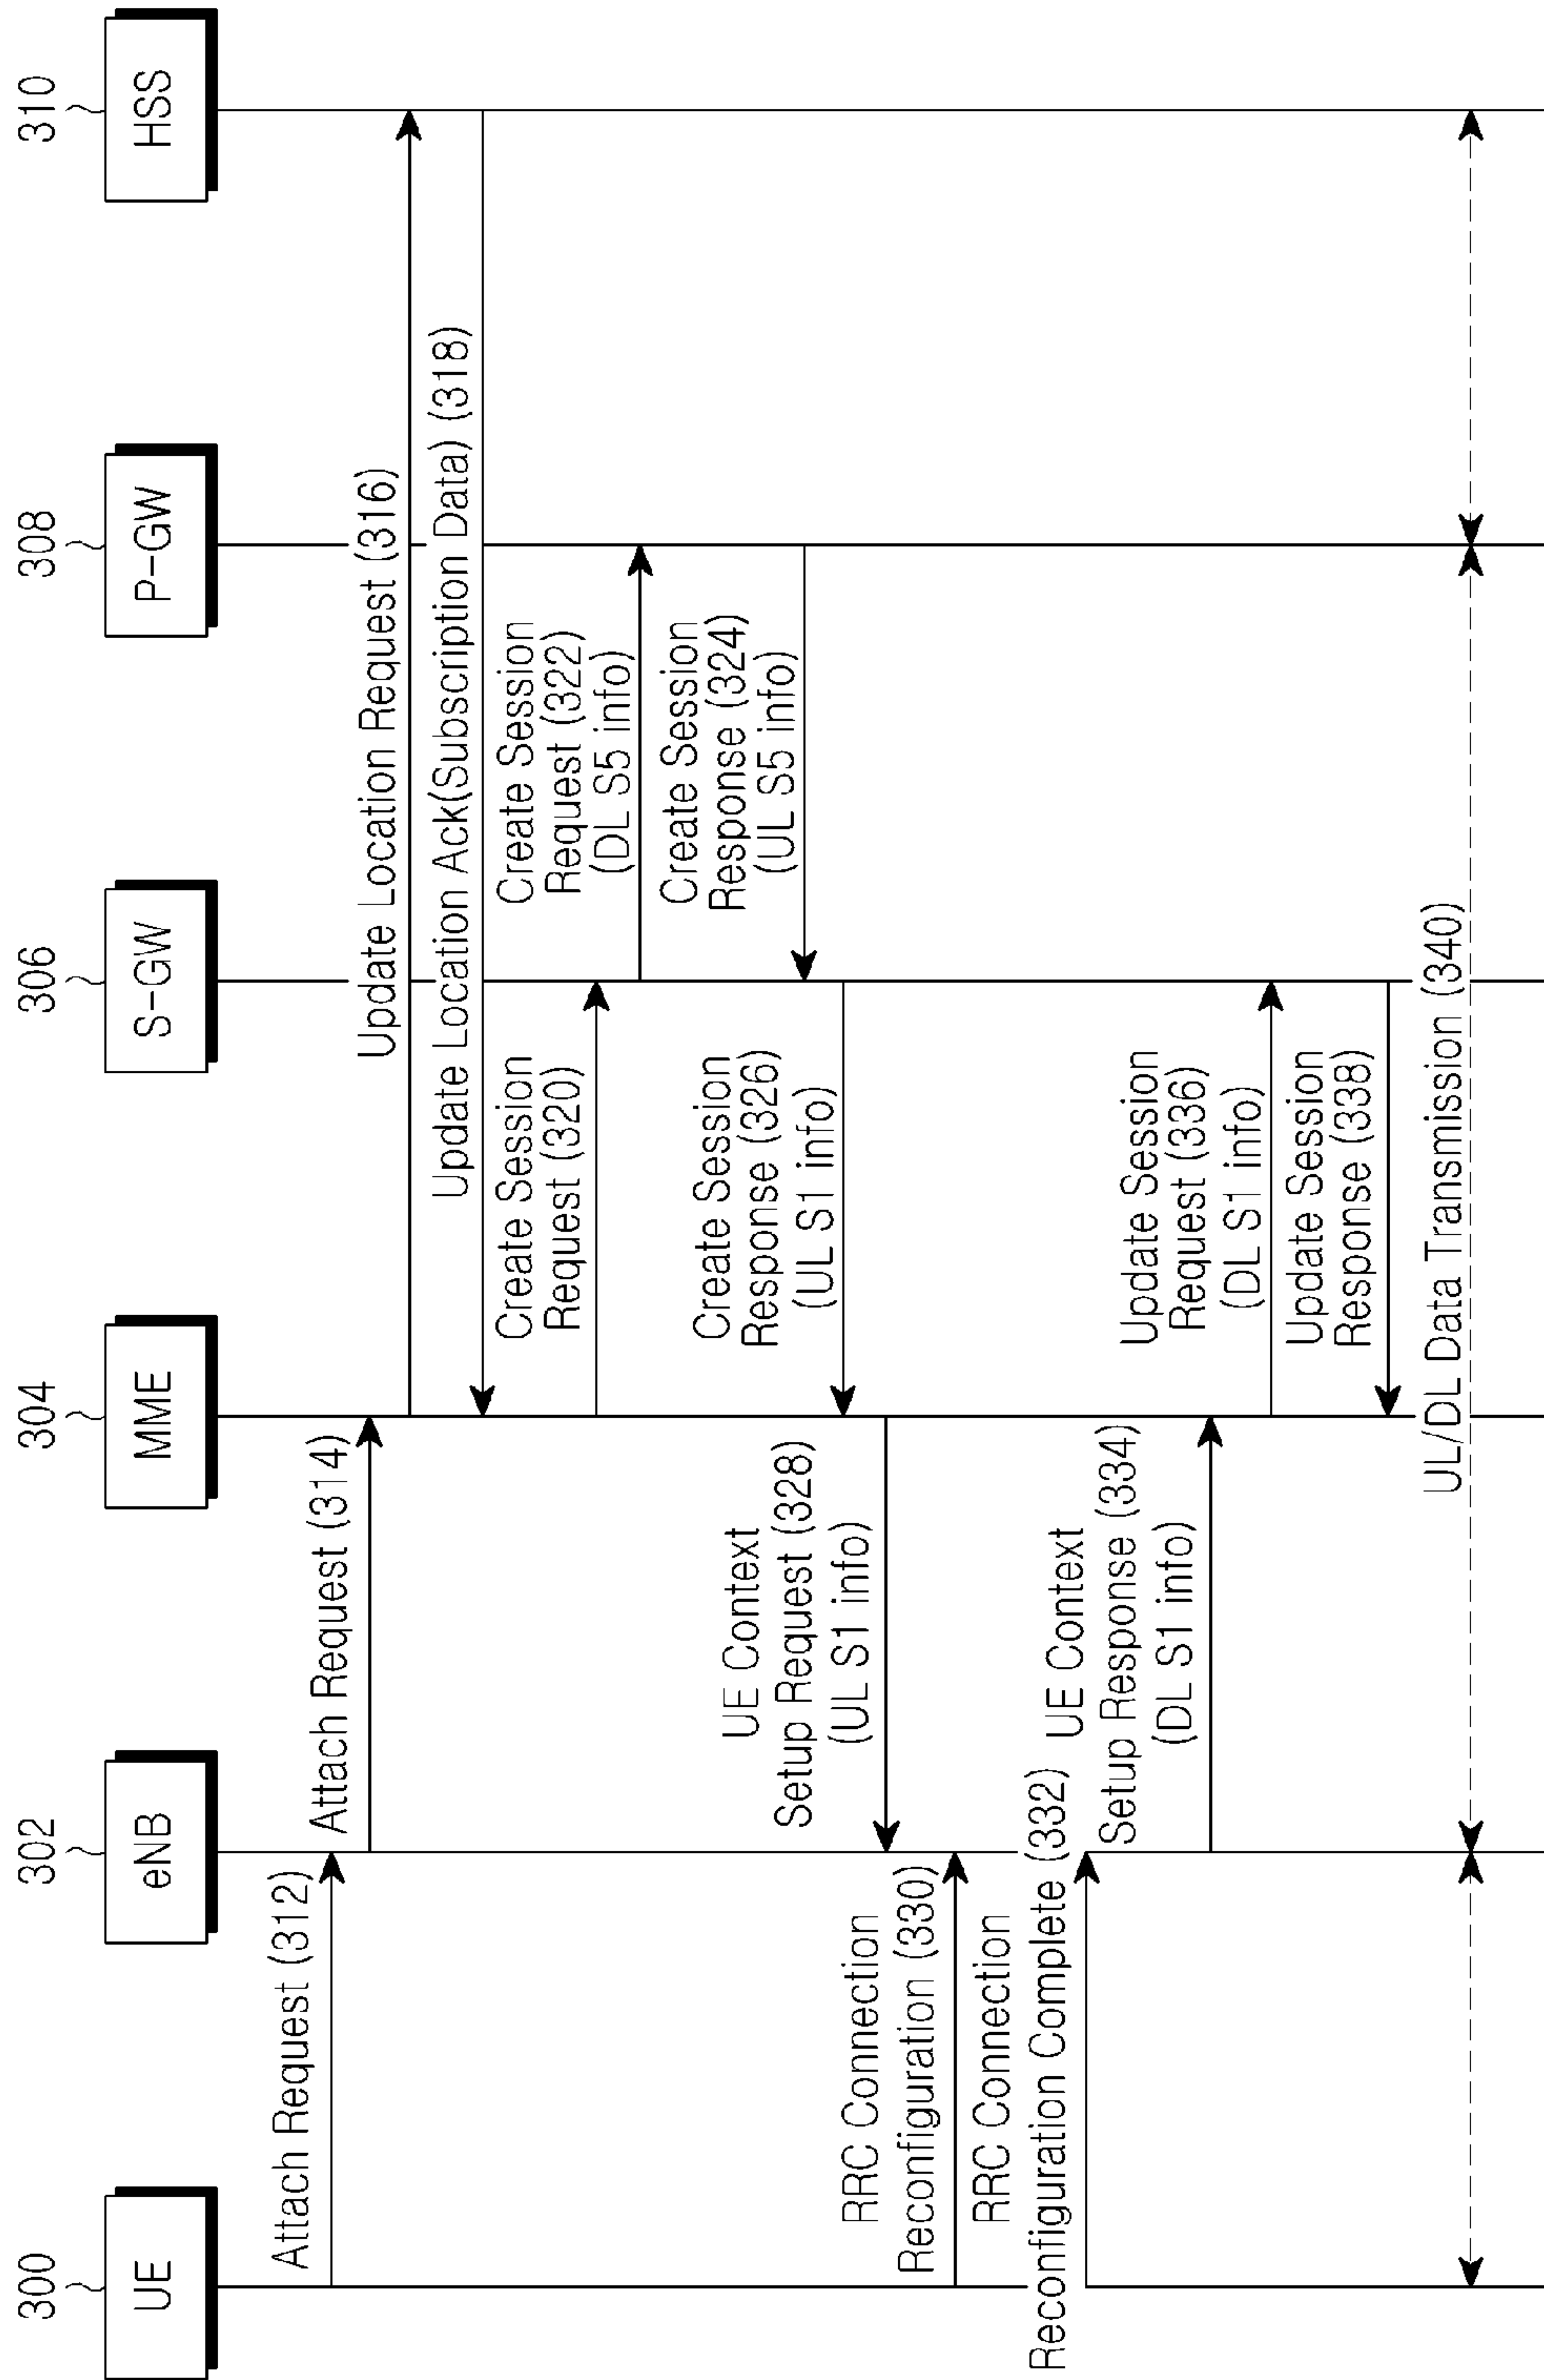 300
302
304
306
308
310
UE
eNB
MME
S-GW
P-GW
HSS
Attach Request (312)
Attach Request (314)
Update Location Request (316)
Update Location Ack(Subscription Data) (318)
Create Session
Request (320)
Create Session
Request (322)
(DL S5 info)
Create Session
Response (324)
(UL S5 info)
Create Session
Response (326)
(UL S1 info)
UE Context
Setup Request (328)
(UL S1 info)
RRC Connection
Reconfiguration (330)
RRC Connection
Reconfiguration Complete (332)
UE Context
Setup Response (334)
(DL S1 info)
Update Session
Request (336)
(DL S1 info)
Update Session
Response (338)
UL/DL Data Transmission (340)